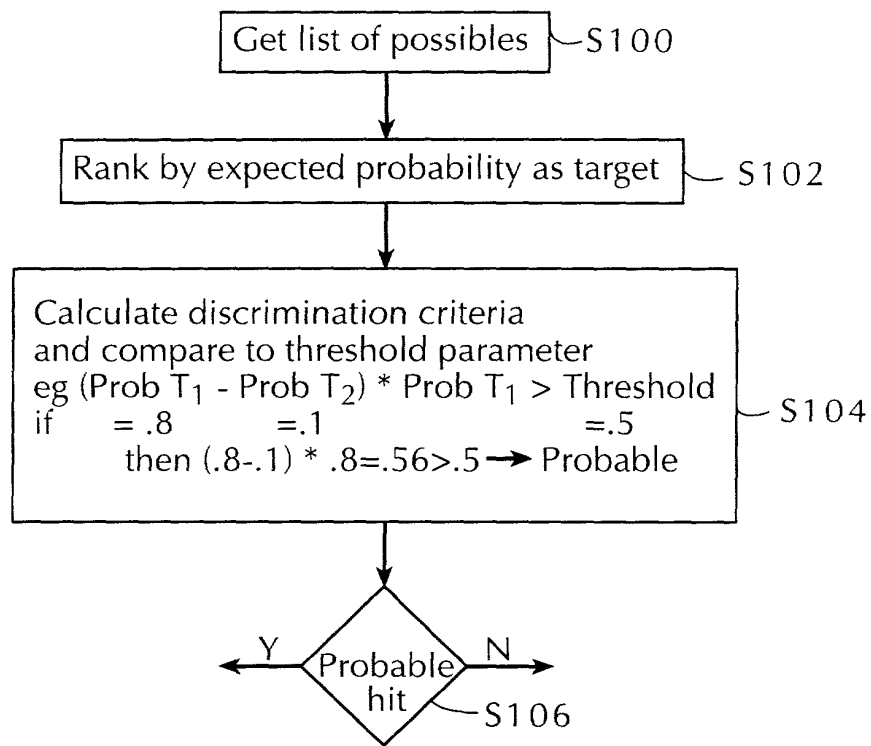 Get list of possibles
S100
Rank by expected probability as target
S102
Calculate discrimination criteria
and compare to threshold parameter
eg (Prob T₁ - Prob T₂) * Prob T₁ > Threshold
if = .8 =.1 =.5
then (.8-.1) * .8=.56>.5→ Probable
S104
Y
N
Probable
hit
S106